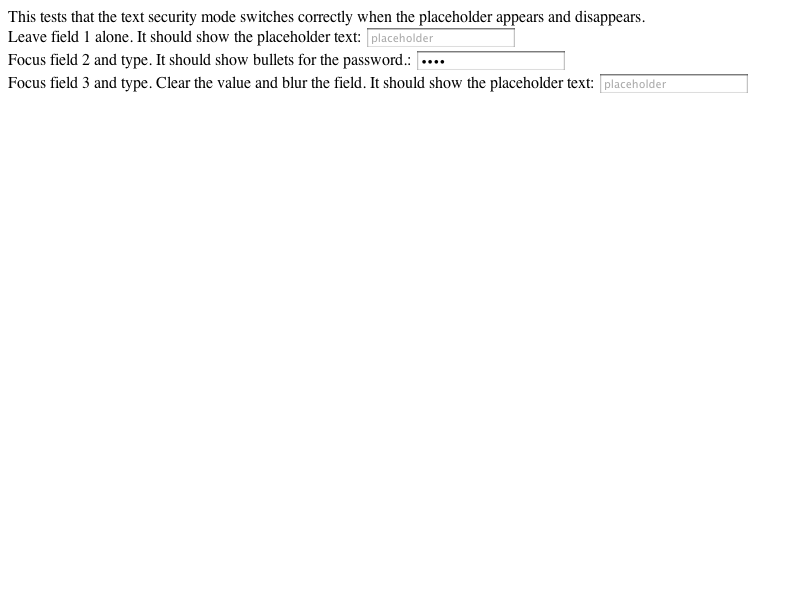 This tests that the text security mode switches correctly when the placeholder appears and disappears.
Leave field 1 alone. It should show the placeholder text: placeholder
Focus field 2 and type. It should show bullets for the password.: ••••
Focus field 3 and type. Clear the value and blur the field. It should show the placeholder text: placeholder